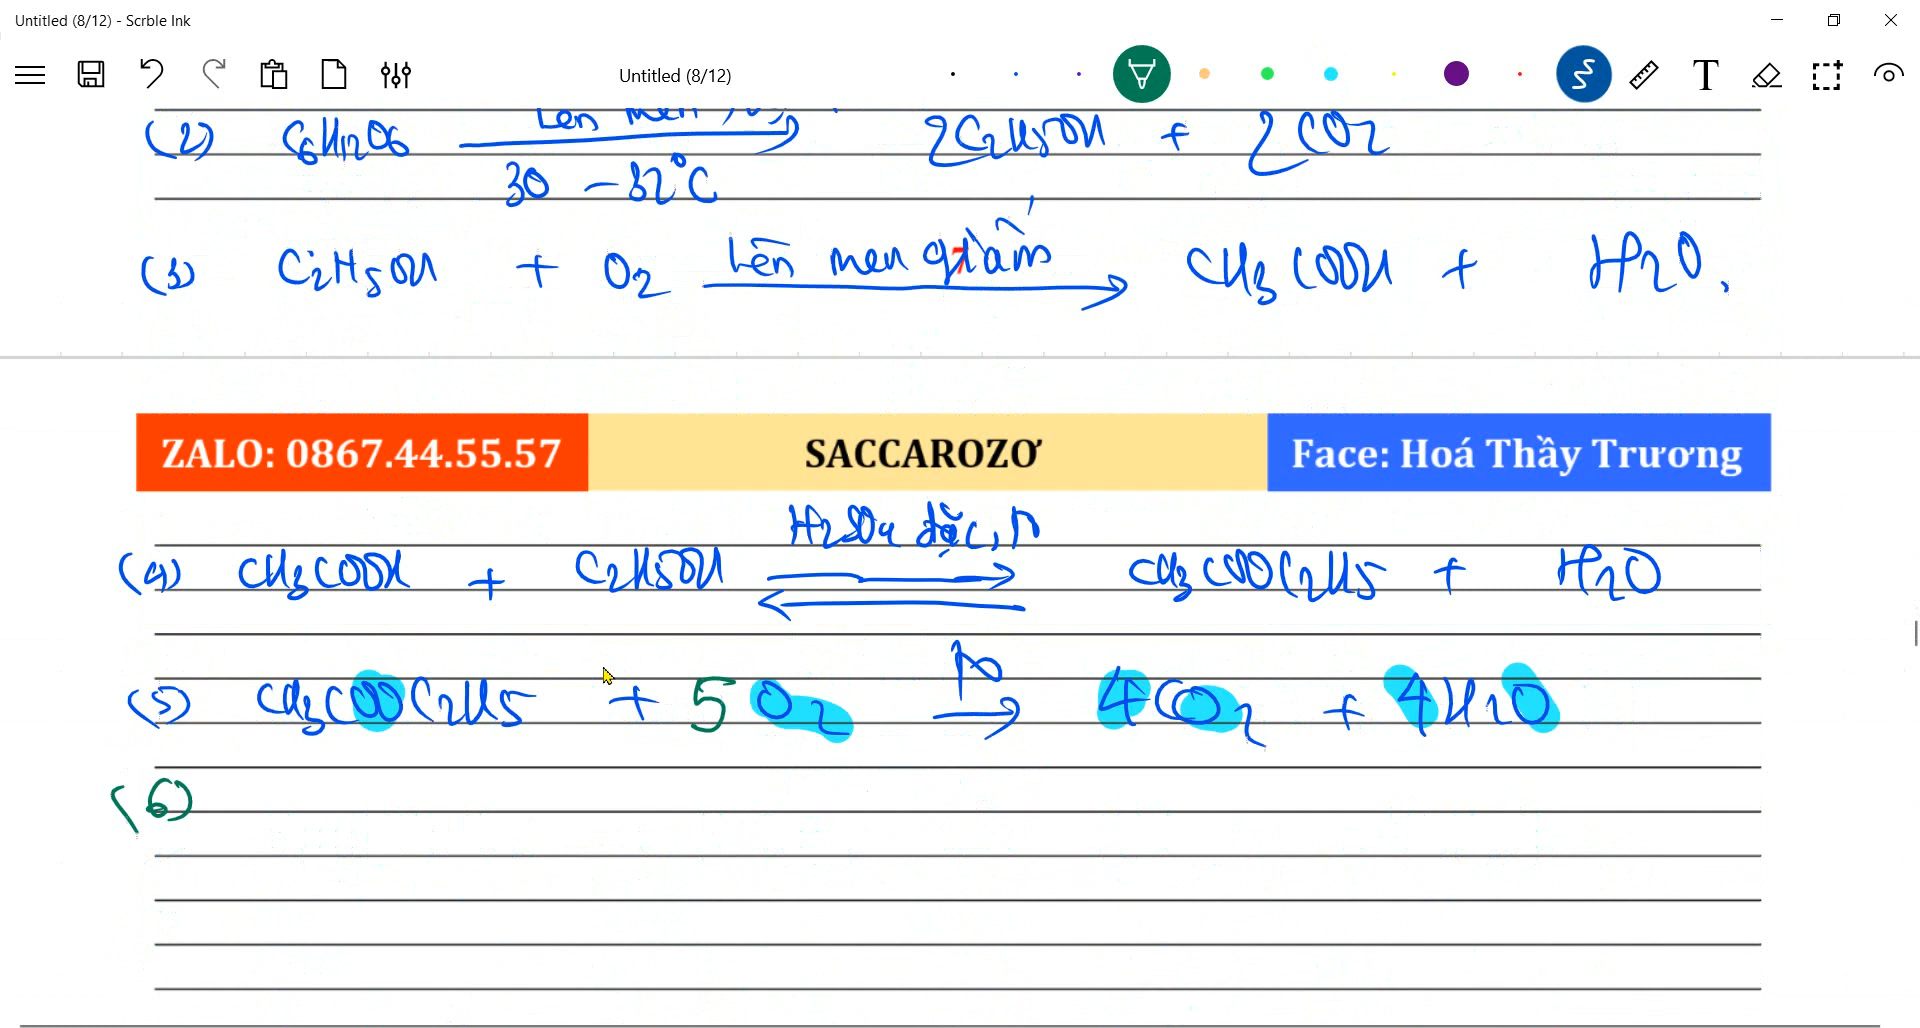 Untitled (8/12) - Scrble Ink
Untitled (8/12)
T
lên men
(2) C6H12O6 → 2C2H5OH + 2CO2
30 - 32°C
lên men giấm
(3) C2H5OH + O2 → CH3COOH + H2O.
ZALO: 0867.44.55.57 SACCAROZƠ Face: Hoá Thầy Trương
H2SO4 đặc, t°
(4) CH3COOH + C2H5OH ⇌ CH3COOC2H5 + H2O
t°
(5) CH3COOC2H5 + 5O2 → 4CO2 + 4H2O
(6)